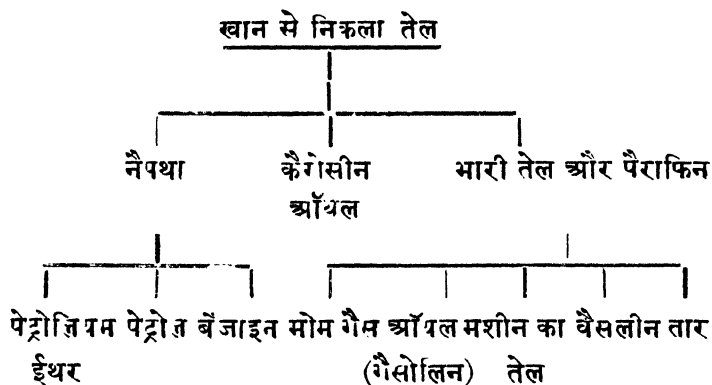 खान से निकला तेल
नैपथा कैरोसीन भारी तेल और पैराफिन
ऑयल
पेट्रोलियम पेट्रोल बेंजाइन मोम गैस ऑयल मशीन का वैसलीन तार
ईथर (गैसोलिन) तेल